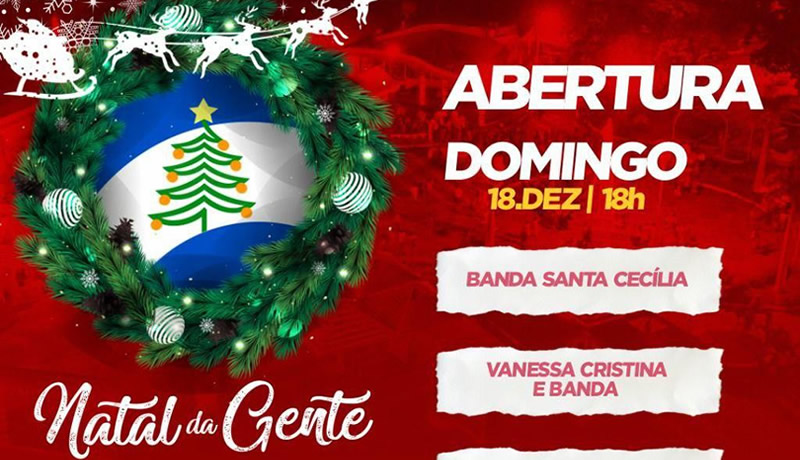 ABERTURA
DOMINGO
18.DEZ | 18h
BANDA SANTA CECÍLIA
VANESSA CRISTINA
E BANDA
Natal da Gente